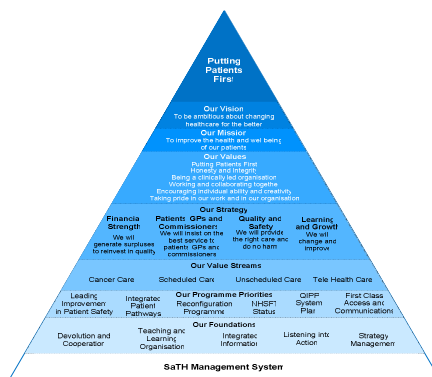 Putting
Patients
First
Our Vision
To be ambitious about changing
healthcare for the better
Our Mission
To improve the health and wel being
of our patients
Our Values
Putting Patients First
Honesty and Integrity
Being a clinically led organisation
Working and collaborating together
Encouraging individual ability and creativity
Taking pride in our work and in our organisation
Our Strategy
Financial
Strength
We will
generate surpluses
to reinvest in quality
Patients GPs and
Commissioners
We will insist on the
best service to
patients GPs and
commissioners
Quality and
Safety
We will provide
the right care and
do no harm
Learning
and Growth
We will
change and
improve
Our Value Streams
Cancer Care
Scheduled Care
Unscheduled Care
Tele Health Care
Our Programme Priorities
Leading
Improvement
in Patient Safety
Integrated
Patient
Pathways
Reconfiguration
Programme
NHSFT
Status
QIPP
System
Plan
First Class
Access and
Communications
Our Foundations
Devolution and
Cooperation
Teaching and
Learning
Organisation
Integrated
Information
Listening into
Action
Strategy
Management
SaTH Management System